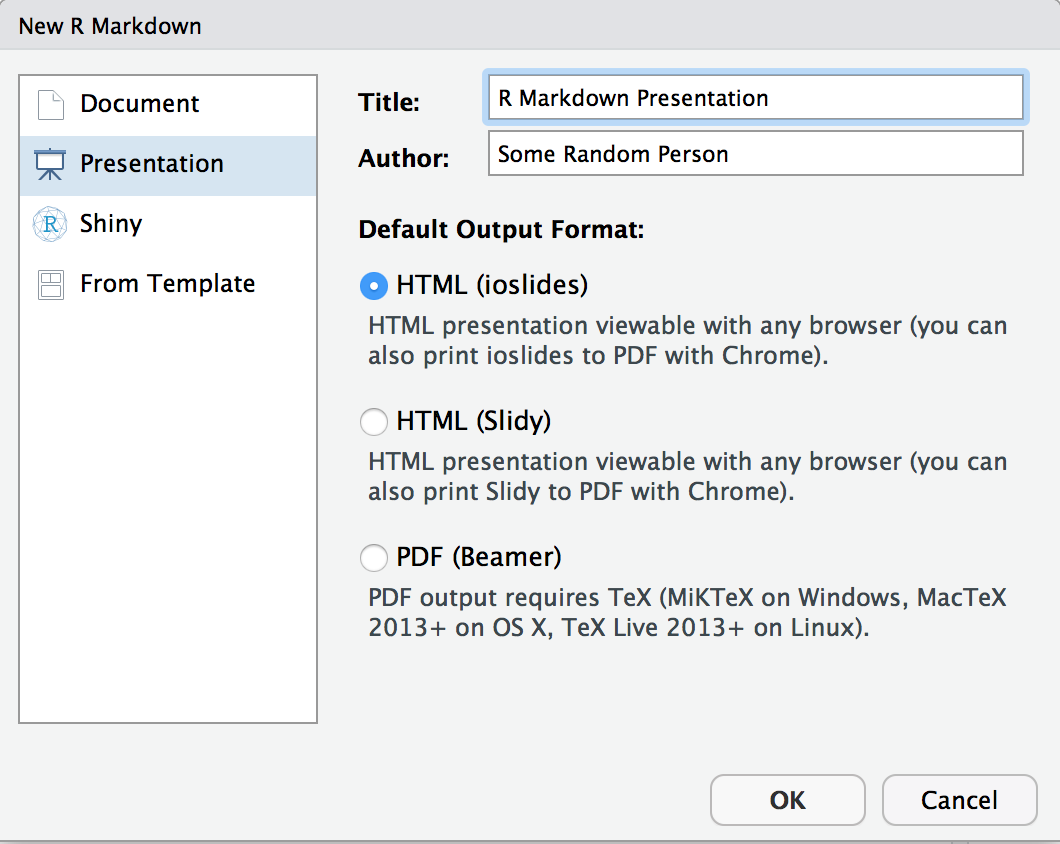 New R Markdown
Document
Presentation
R
Shiny
From Template
Title:
R Markdown Presentation
Author:
Some Random Person
Default Output Format:
HTML (ioslides)
HTML presentation viewable with any browser (you can
also print ioslides to PDF with Chrome).
HTML (Slidy)
HTML presentation viewable with any browser (you can
also print Slidy to PDF with Chrome).
PDF (Beamer)
PDF output requires TeX (MiKTeX on Windows, MacTeX
2013+ on OS X, TeX Live 2013+ on Linux).
OK
Cancel